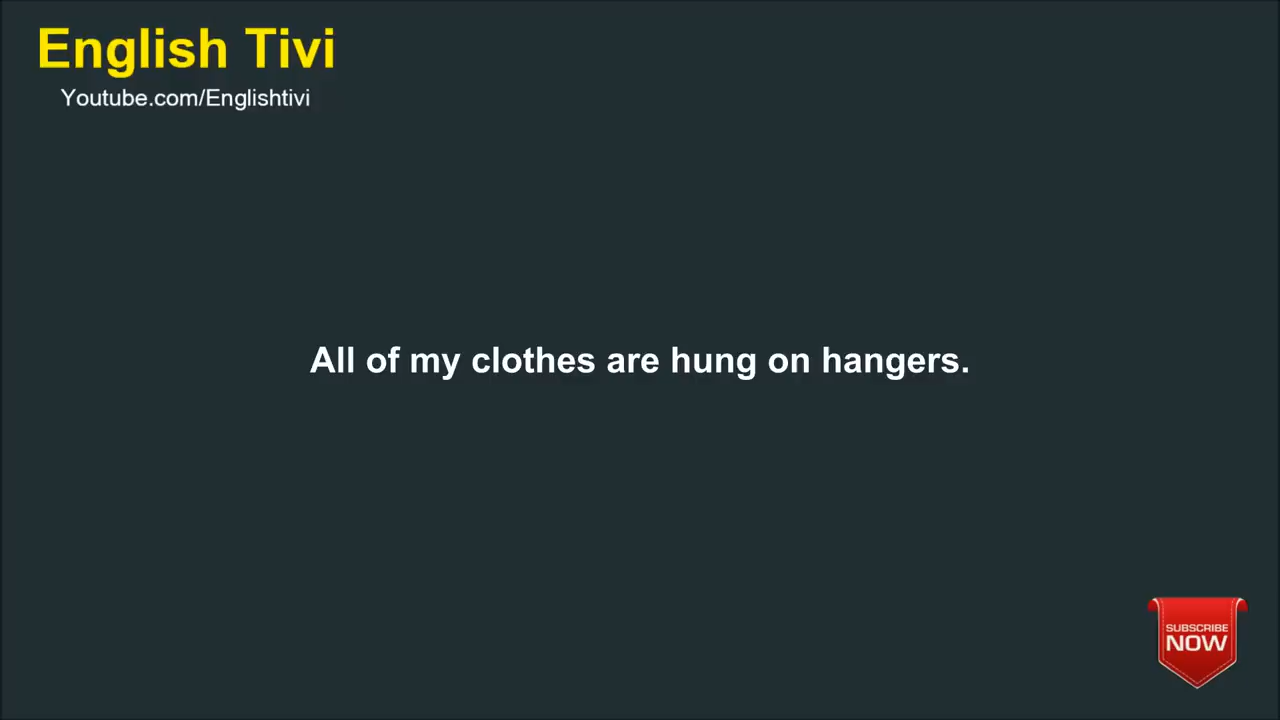 English Tivi
Youtube.com/Englishtivi
All of my clothes are hung on hangers.
SUBSCRIBE
NOW